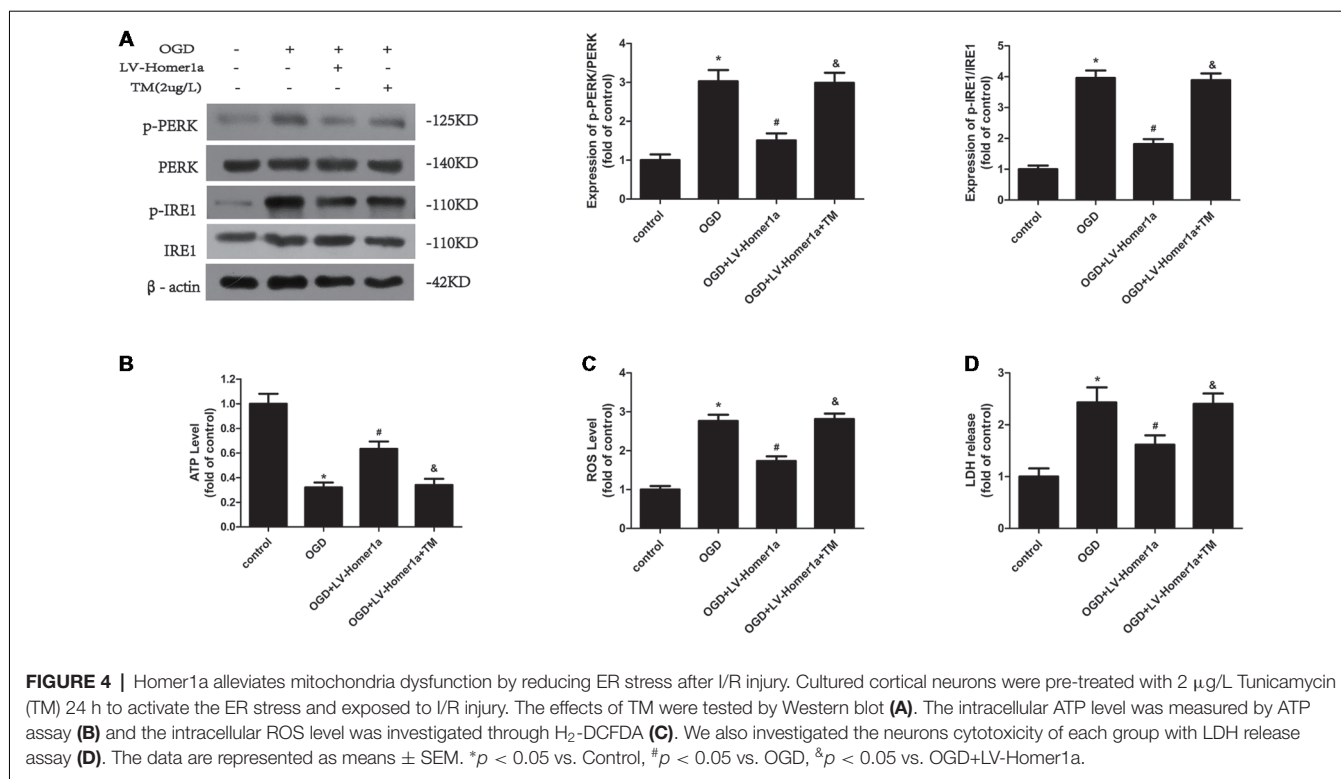 A
OGD - + + +
LV-Homer1a - - + -
TM(2ug/L) - - - +
p-PERK -125KD
PERK -140KD
p-IRE1 -110KD
IRE1 -110KD
β - actin -42KD
Expression of p-PERK/PERK
(fold of control)
5
4
3
2
1
0
*
#
&
control
OGD
OGD+LV-Homer1a
OGD+LV-Homer1a+TM
Expression of p-IRE1/IRE1
(fold of control)
5
4
3
2
1
0
*
#
&
control
OGD
OGD+LV-Homer1a
OGD+LV-Homer1a+TM
B
ATP Level
(fold of control)
1.2
1.0
0.8
0.6
0.4
0.2
0.0
*
#
&
control
OGD
OGD+LV-Homer1a
OGD+LV-Homer1a+TM
C
ROS Level
(fold of control)
4
3
2
1
0
*
#
&
control
OGD
OGD+LV-Homer1a
OGD+LV-Homer1a+TM
D
LDH release
(fold of control)
3
2
1
0
*
#
&
control
OGD
OGD+LV-Homer1a
OGD+LV-Homer1a+TM
FIGURE 4 | Homer1a alleviates mitochondria dysfunction by reducing ER stress after I/R injury. Cultured cortical neurons were pre-treated with 2 μg/L Tunicamycin
(TM) 24 h to activate the ER stress and exposed to I/R injury. The effects of TM were tested by Western blot (A). The intracellular ATP level was measured by ATP
assay (B) and the intracellular ROS level was investigated through H₂-DCFDA (C). We also investigated the neurons cytotoxicity of each group with LDH release
assay (D). The data are represented as means ± SEM. *p < 0.05 vs. Control, #p < 0.05 vs. OGD, &p < 0.05 vs. OGD+LV-Homer1a.